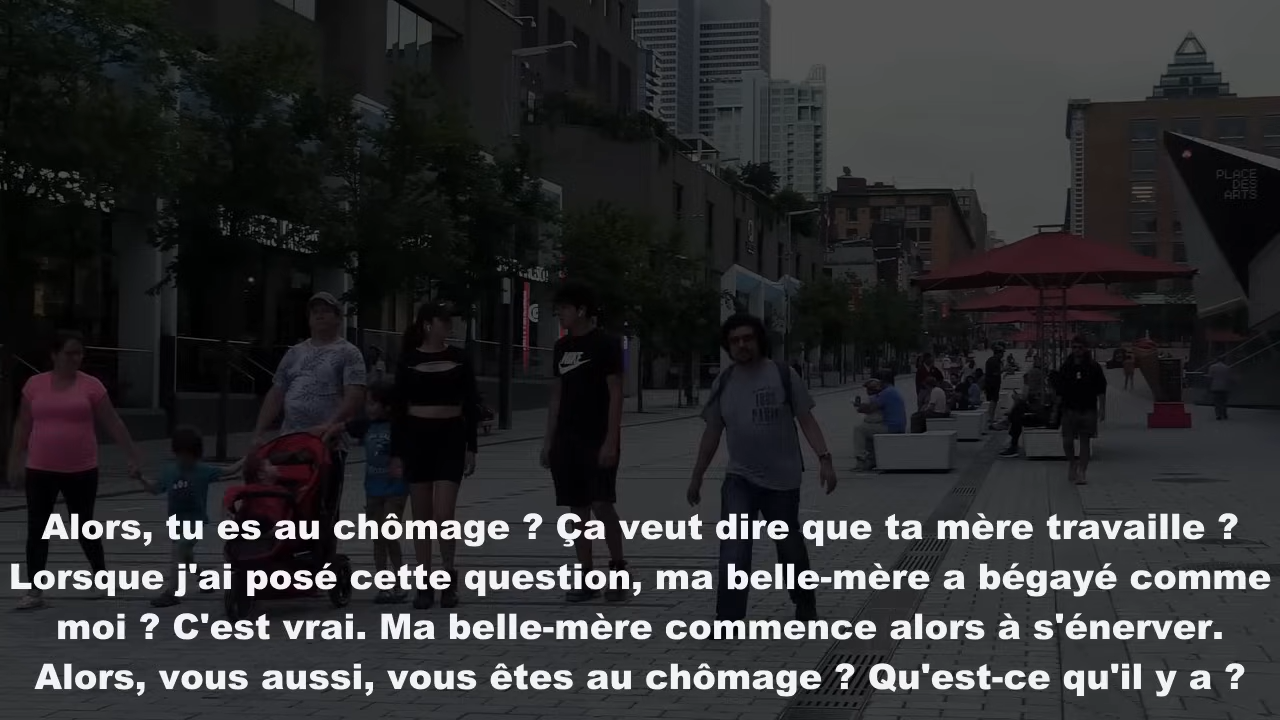 PLACE
DES
ARTS
NIKE
Alors, tu es au chômage ? Ça veut dire que ta mère travaille ?
Lorsque j'ai posé cette question, ma belle-mère a bégayé comme
moi ? C'est vrai. Ma belle-mère commence alors à s'énerver.
Alors, vous aussi, vous êtes au chômage ? Qu'est-ce qu'il y a ?